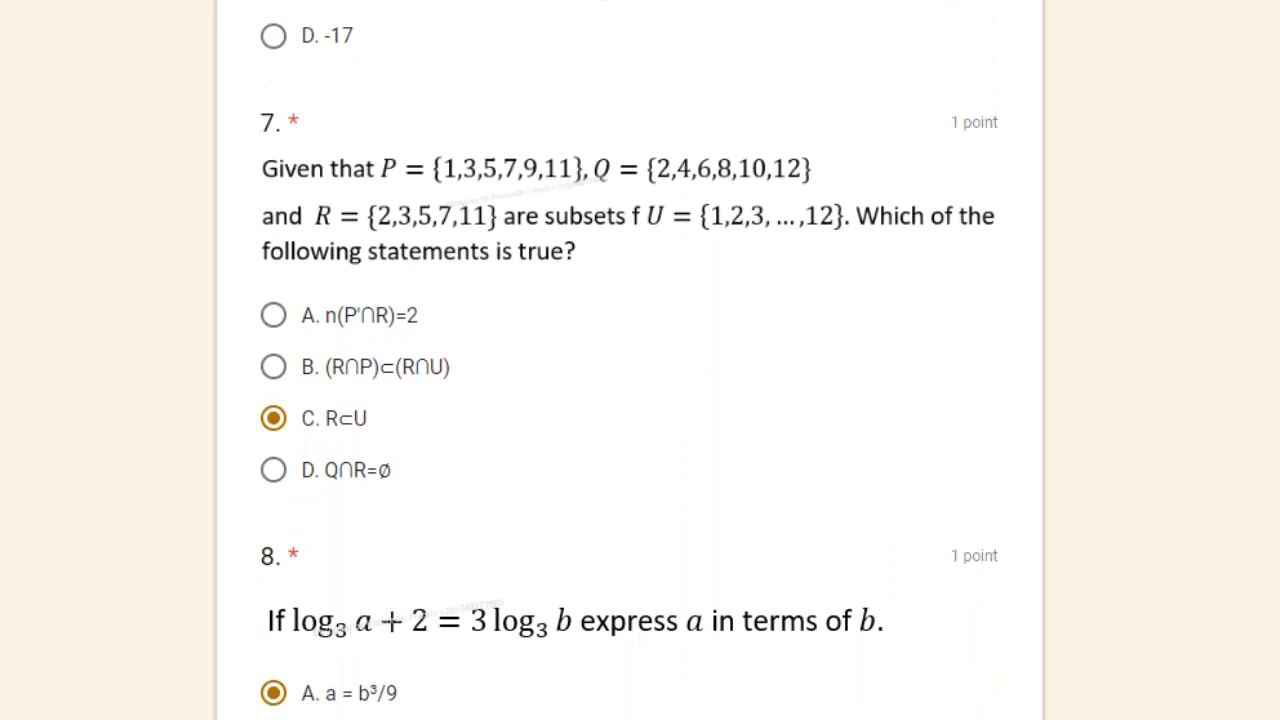 D. -17
7. *
1 point
Given that P = {1,3,5,7,9,11}, Q = {2,4,6,8,10,12}
and R = {2,3,5,7,11} are subsets f U = {1,2,3, ... ,12}. Which of the
following statements is true?
A. n(P'∩R)=2
B. (R∩P)⊂(R∩U)
C. R⊂U
D. Q∩R=∅
8. *
1 point
If log₃ a + 2 = 3 log₃ b express a in terms of b.
A. a = b³/9